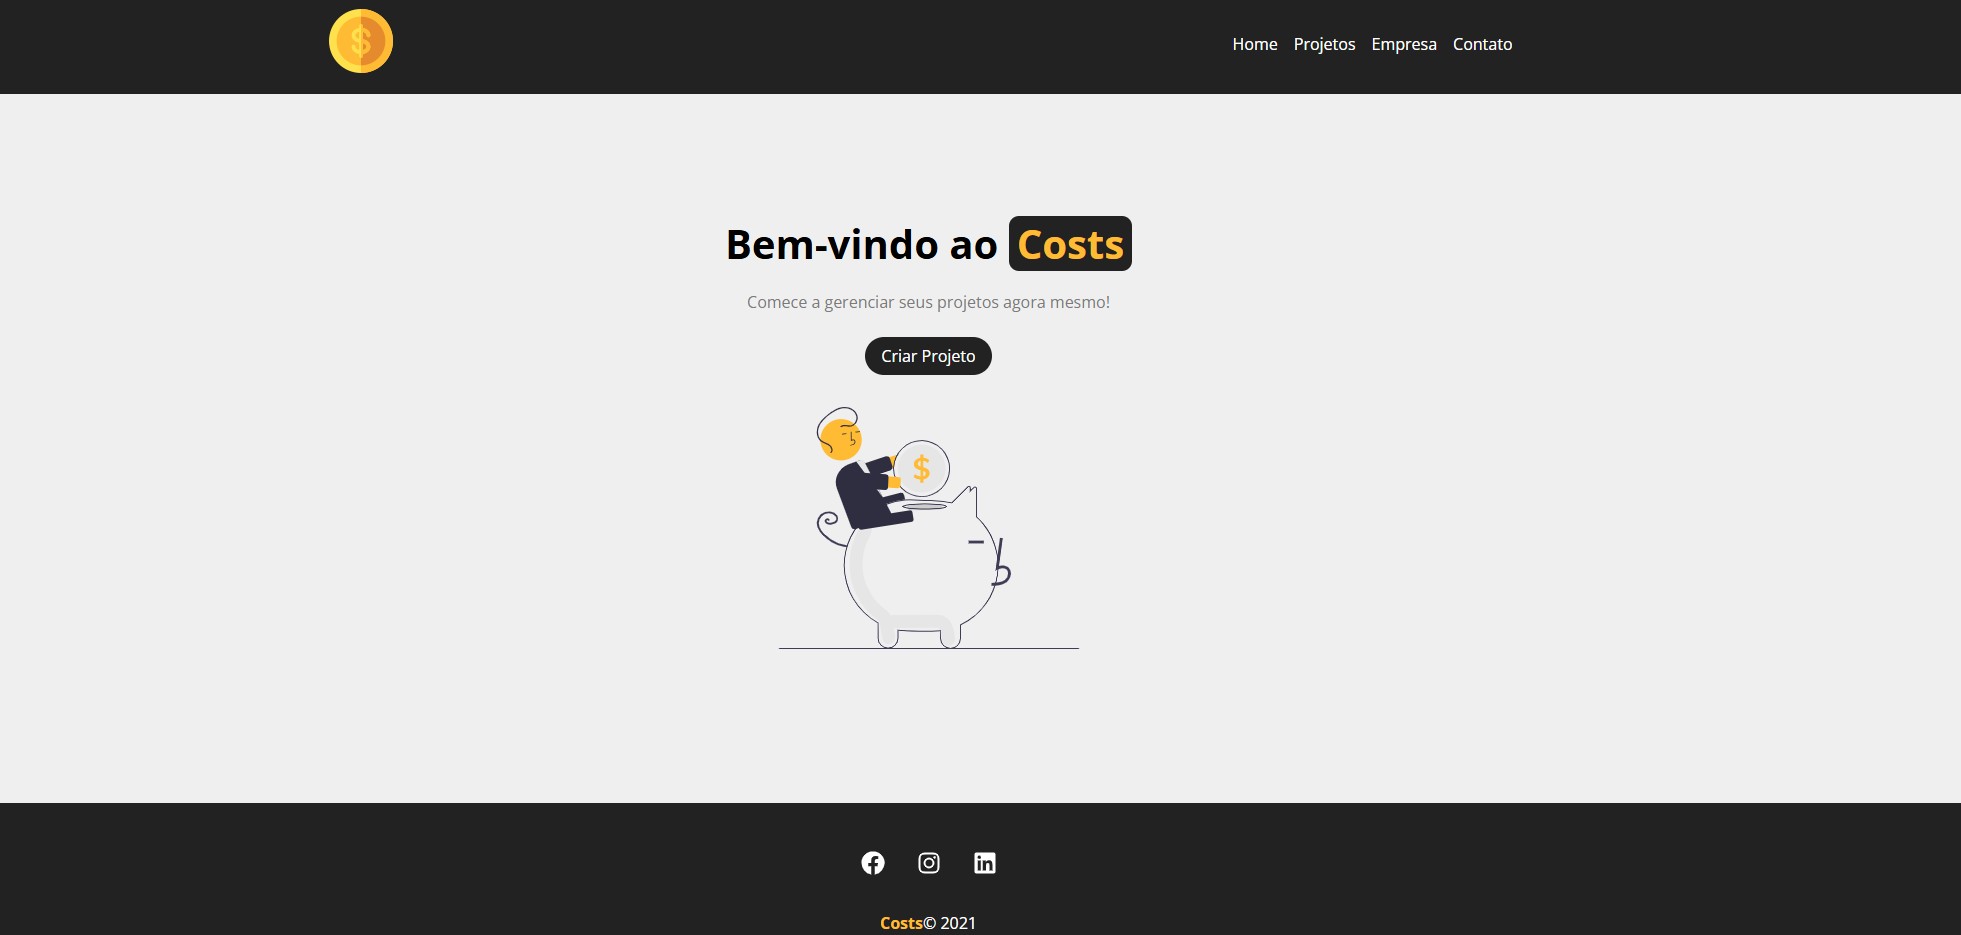 $
Home Projetos Empresa Contato
Bem-vindo ao Costs
Comece a gerenciar seus projetos agora mesmo!
Criar Projeto
$
Costs© 2021